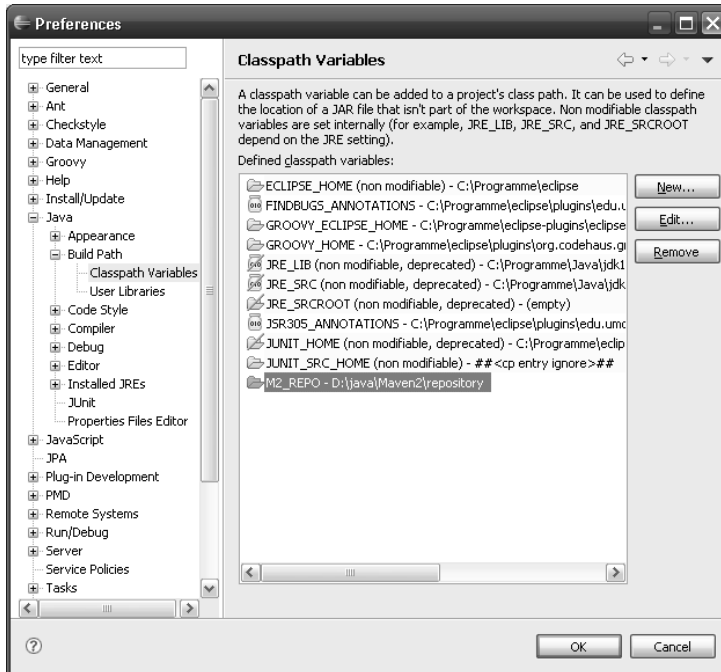 Preferences
type filter text
General
Ant
Checkstyle
Data Management
Groovy
Help
Install/Update
Java
Appearance
Build Path
Classpath Variables
User Libraries
Code Style
Compiler
Debug
Editor
Installed JREs
JUnit
Properties Files Editor
JavaScript
JPA
Plug-in Development
PMD
Remote Systems
Run/Debug
Server
Service Policies
Tasks
Classpath Variables
A classpath variable can be added to a project's class path. It can be used to define
the location of a JAR file that isn't part of the workspace. Non modifiable classpath
variables are set internally (for example, JRE_LIB, JRE_SRC, and JRE_SRCROOT
depend on the JRE setting).
Defined classpath variables:
ECLIPSE_HOME (non modifiable) - C:\Programme\eclipse
FINDBUGS_ANNOTATIONS - C:\Programme\eclipse\plugins\edu.u
GROOVY_ECLIPSE_HOME - C:\Programme\eclipse-plugins\eclipse
GROOVY_HOME - C:\Programme\eclipse\plugins\org.codehaus.gr
JRE_LIB (non modifiable, deprecated) - C:\Programme\Java\jdk1
JRE_SRC (non modifiable, deprecated) - C:\Programme\Java\jdk
JRE_SRCROOT (non modifiable, deprecated) - (empty)
JSR305_ANNOTATIONS - C:\Programme\eclipse\plugins\edu.umd
JUNIT_HOME (non modifiable, deprecated) - C:\Programme\eclip
JUNIT_SRC_HOME (non modifiable) - ##<cp entry ignore>##
M2_REPO - D:\java\Maven2\repository
New...
Edit...
Remove
OK
Cancel